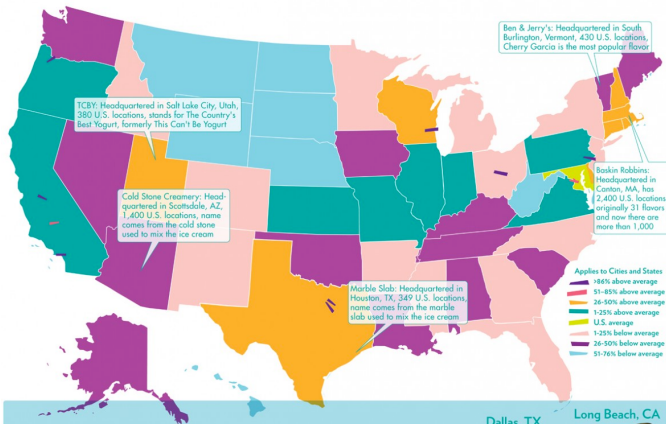 Ben & Jerry's: Headquartered in South
Burlington, Vermont, 430 U.S. locations,
Cherry Garcia is the most popular flavor
TCBY: Headquartered in Salt Lake City, Utah,
380 U.S. locations, stands for The Country's
Best Yogurt, formerly This Can't Be Yogurt
Cold Stone Creamery: Head-
quartered in Scottsdale, AZ,
1,400 U.S. locations, name
comes from the cold stone
used to mix the ice cream
Baskin Robbins:
Headquartered in
Canton, MA, has
2,400 U.S. locations
originally 31 flavors
and now there are
more than 1,000
Marble Slab: Headquartered in
Houston, TX, 349 U.S. locations,
name comes from the marble
slab used to mix the ice cream
Applies to Cities and States
>86% above average
51-85% above average
26-50% above average
1-25% above average
U.S. average
1-25% below average
26-50% below average
51-76% below average
Dallas, TX
Long Beach, CA